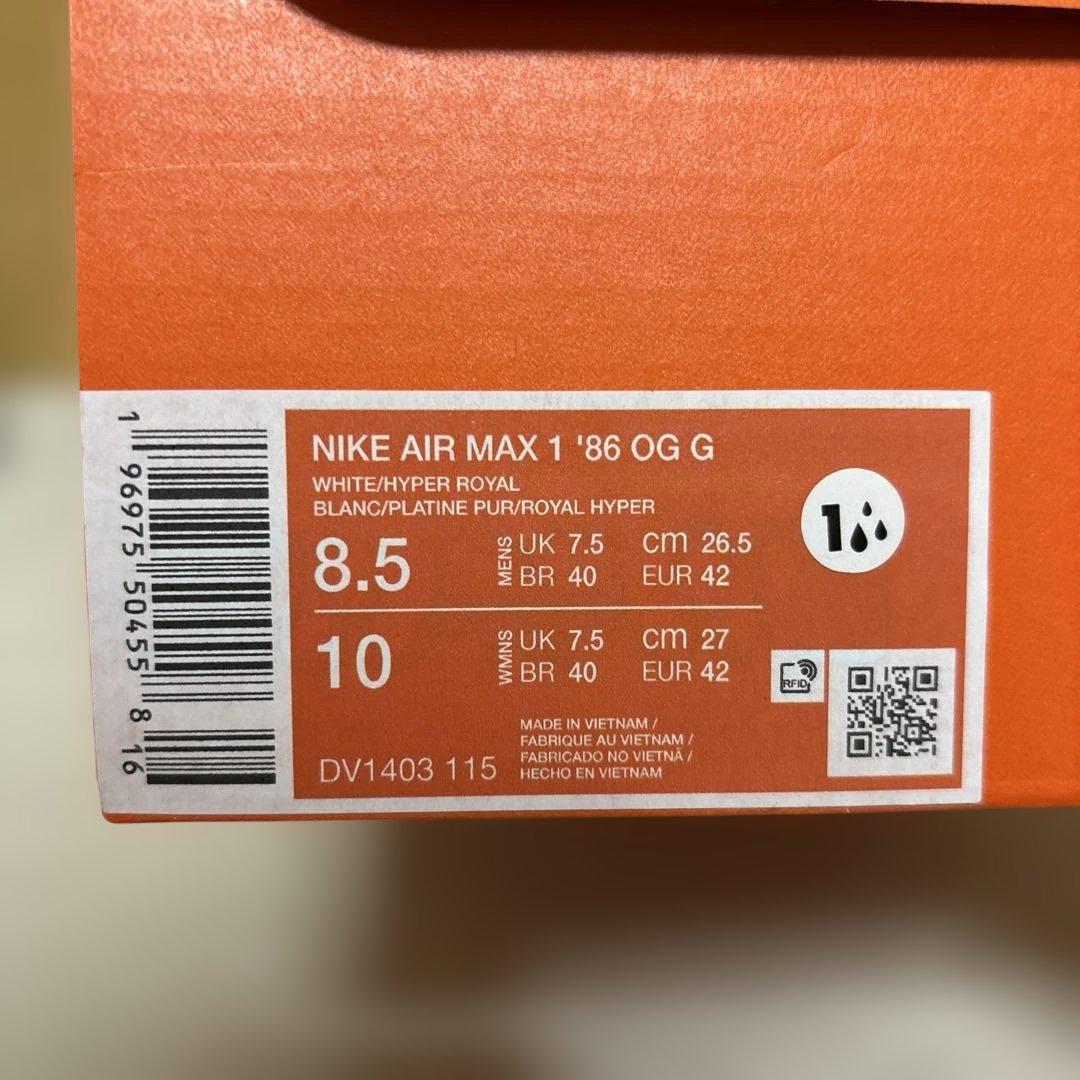 1 96975 50455 8 16
NIKE AIR MAX 1 '86 OG G
WHITE/HYPER ROYAL
BLANC/PLATINE PUR/ROYAL HYPER
8.5 MENS UK 7.5 cm 26.5
BR 40 EUR 42
10 WMNS UK 7.5 cm 27
BR 40 EUR 42
1
RFID
DV1403 115
MADE IN VIETNAM /
FABRIQUE AU VIETNAM /
FABRICADO NO VIETNÃ /
HECHO EN VIETNAM